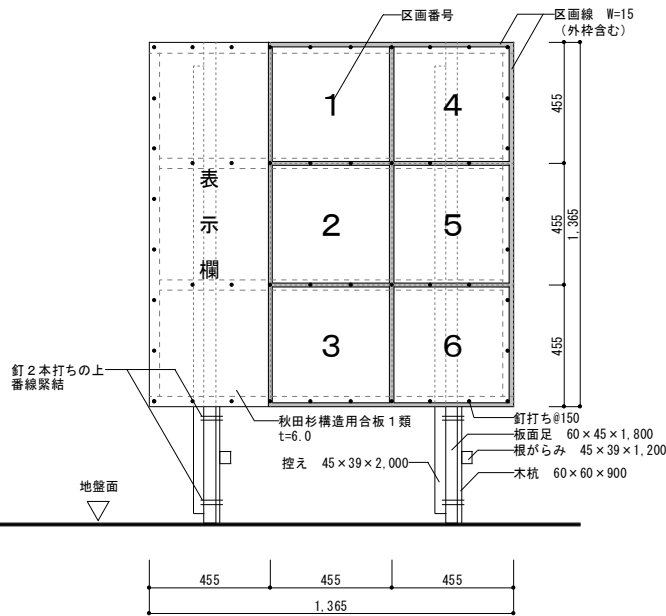 区画番号
区画線 W=15
（外枠含む）
1
4
455
表
示
欄
2
5
455
1,365
3
6
455
釘２本打ちの上
番線緊結
秋田杉構造用合板１類
t=6.0
釘打ち@150
板面足 60×45×1,800
控え 45×39×2,000
根がらみ 45×39×1,200
木杭 60×60×900
地盤面
455
455
455
1,365